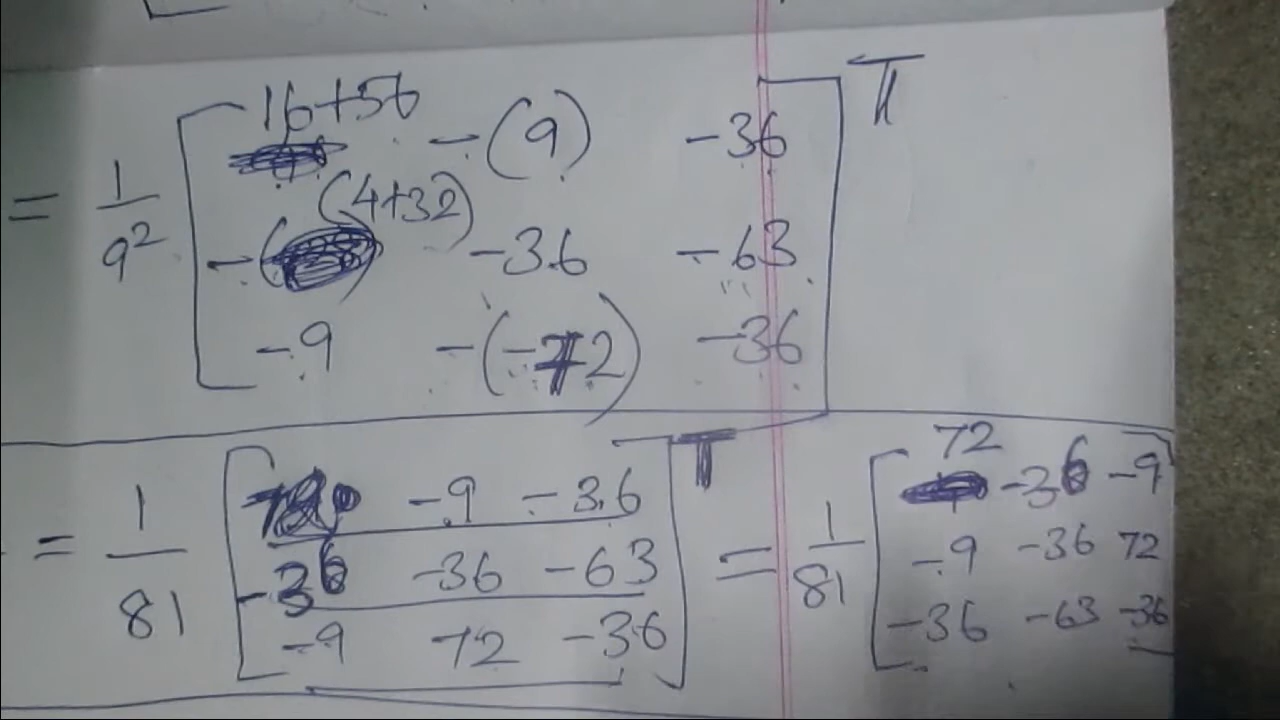 16+56 -(9) -36 T
= 1/9² -( (4+32) -36 -63
-9 -(-72) -36
72 -9 -36 T
= 1/81 -36 -36 -63
-9 72 -36
= 1/81 72 -36 -9
-9 -36 72
-36 -63 -36